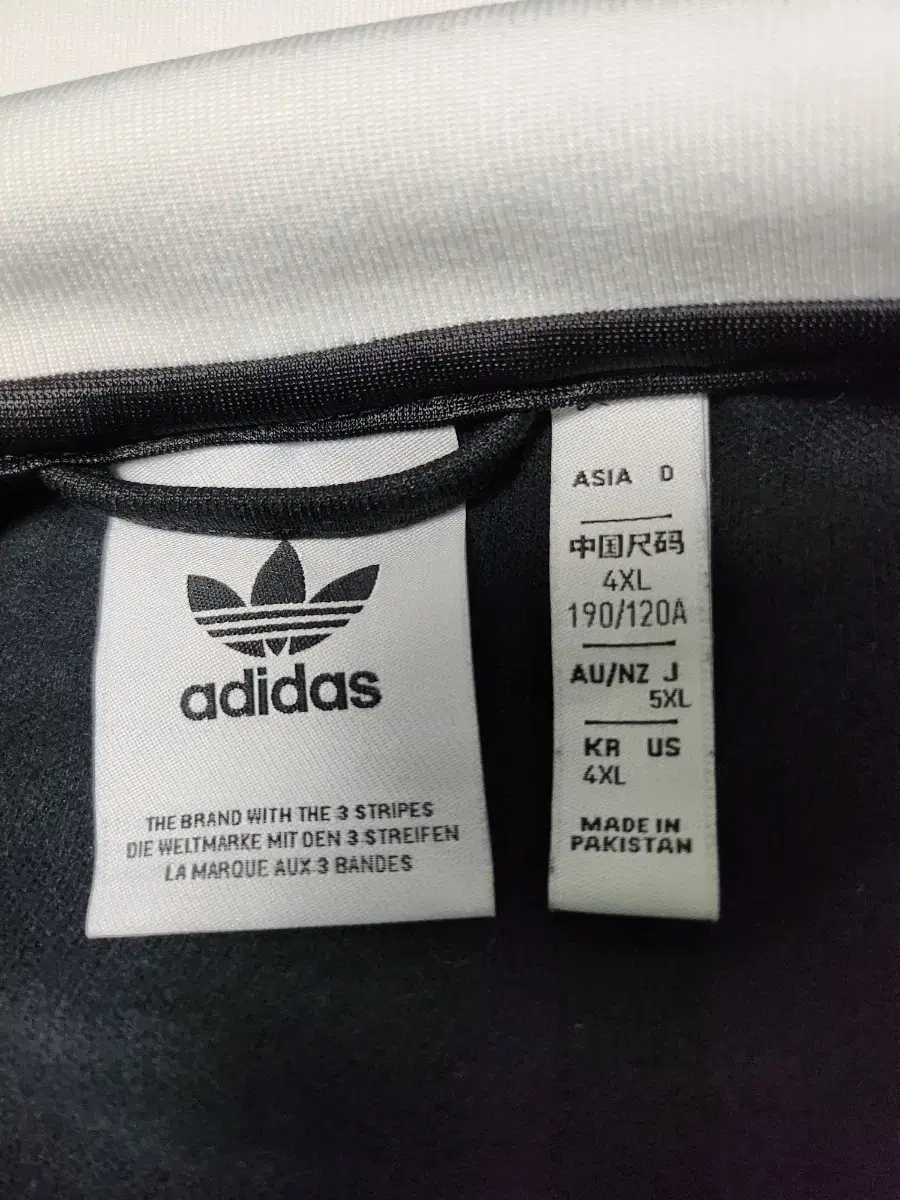 adidas
THE BRAND WITH THE 3 STRIPES
DIE WELTMARKE MIT DEN 3 STREIFEN
LA MARQUE AUX 3 BANDES
ASIA D
中国尺码
4XL
190/120A
AU/NZ J
5XL
KR US
4XL
MADE IN
PAKISTAN